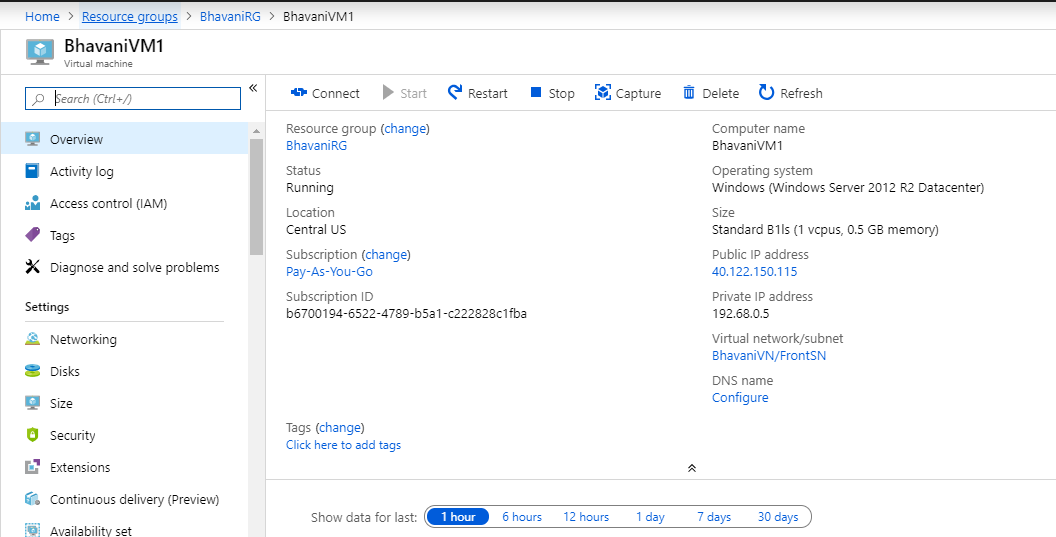 Home > Resource groups > BhavaniRG > BhavaniVM1
BhavaniVM1
Virtual machine
Search (Ctrl+/)
Overview
Activity log
Access control (IAM)
Tags
Diagnose and solve problems
Settings
Networking
Disks
Size
Security
Extensions
Continuous delivery (Preview)
Availability set
Connect Start Restart Stop Capture Delete Refresh
Resource group (change)
BhavaniRG
Status
Running
Location
Central US
Subscription (change)
Pay-As-You-Go
Subscription ID
b6700194-6522-4789-b5a1-c222828c1fba
Computer name
BhavaniVM1
Operating system
Windows (Windows Server 2012 R2 Datacenter)
Size
Standard B1ls (1 vcpus, 0.5 GB memory)
Public IP address
40.122.150.115
Private IP address
192.68.0.5
Virtual network/subnet
BhavaniVN/FrontSN
DNS name
Configure
Tags (change)
Click here to add tags
Show data for last: 1 hour 6 hours 12 hours 1 day 7 days 30 days